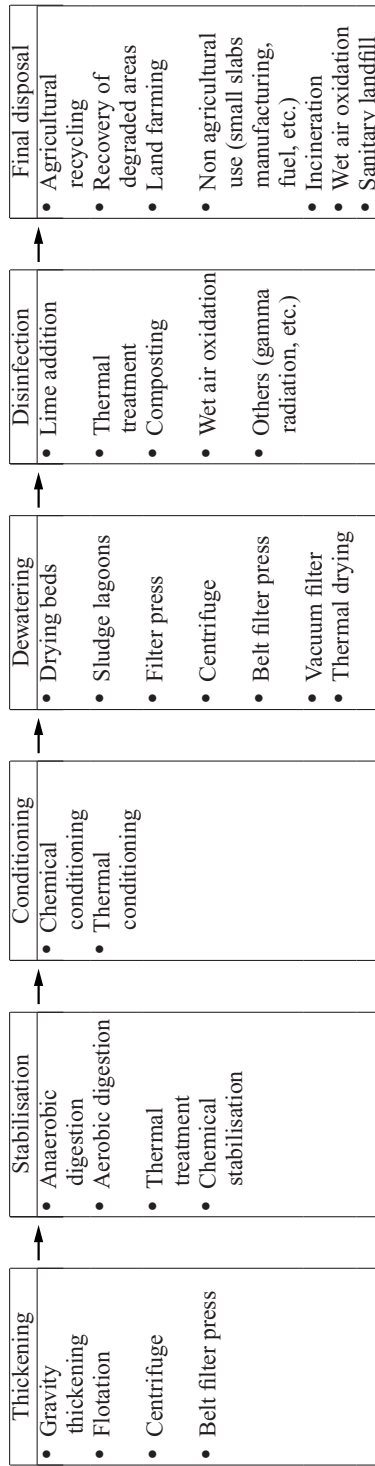 Thickening
• Gravity
thickening
• Flotation
• Centrifuge
• Belt filter press
Stabilisation
• Anaerobic
digestion
• Aerobic digestion
• Thermal
treatment
• Chemical
stabilisation
Conditioning
• Chemical
conditioning
• Thermal
conditioning
Dewatering
• Drying beds
• Sludge lagoons
• Filter press
• Centrifuge
• Belt filter press
• Vacuum filter
• Thermal drying
Disinfection
• Lime addition
• Thermal
treatment
• Composting
• Wet air oxidation
• Others (gamma
radiation, etc.)
Final disposal
• Agricultural
recycling
• Recovery of
degraded areas
• Land farming
• Non agricultural
use (small slabs
manufacturing,
fuel, etc.)
• Incineration
• Wet air oxidation
• Sanitary landfill